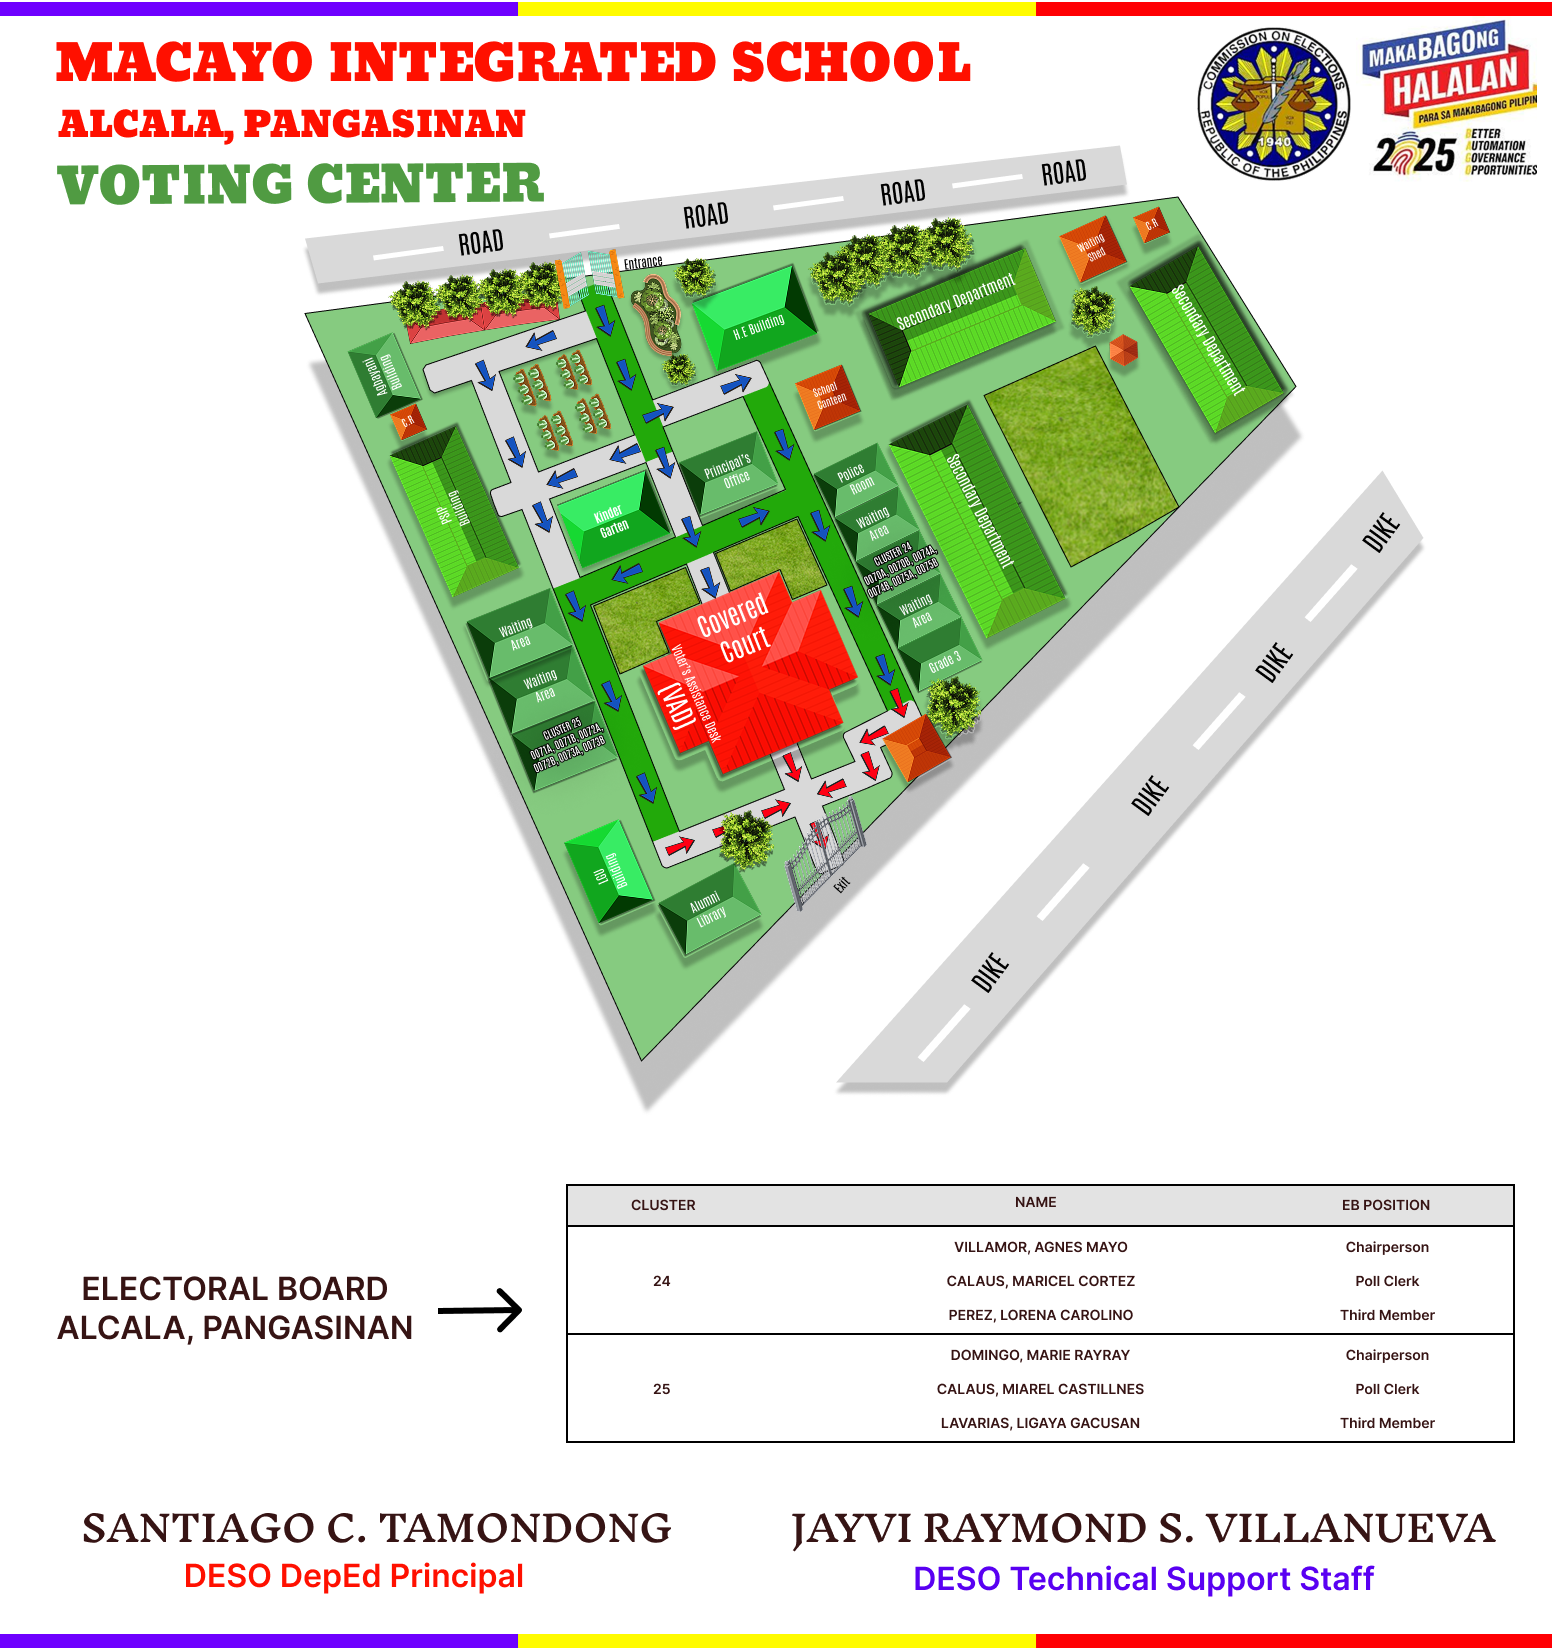 MACAYO INTEGRATED SCHOOL
ALCALA, PANGASINAN
VOTING CENTER
COMMISSION ON ELECTIONS
REPUBLIC OF THE PHILIPPINES
1940
MAKABAGONG
HALALAN
PARA SA MAKABAGONG PILIPIN
2025
BETTER
AUTOMATION
GOVERNANCE
OPPORTUNITIES
ROAD
ROAD
ROAD
ROAD
Entrance
Waiting
Shed
C.R
Secondary Department
Secondary Department
H.E Building
Agbayani
Building
C.R
School
Canteen
PSIP
Building
Principal's
Office
Kinder
Garten
Police
Room
Waiting
Area
CLUSTER 24
0070A, 0070B, 0074A,
0074B, 0075A, 0075B
Waiting
Area
Grade 3
Secondary Department
Waiting
Area
Waiting
Area
CLUSTER 25
0071A, 0071B, 0072A,
0072B, 0073A, 0073B
Covered
Court
Voter's Assistance Desk
(VAD)
LGU
Building
Alumni
Library
Exit
DIKE
DIKE
DIKE
DIKE
ELECTORAL BOARD
ALCALA, PANGASINAN
CLUSTER NAME EB POSITION
VILLAMOR, AGNES MAYO Chairperson
24 CALAUS, MARICEL CORTEZ Poll Clerk
PEREZ, LORENA CAROLINO Third Member
DOMINGO, MARIE RAYRAY Chairperson
25 CALAUS, MIAREL CASTILLNES Poll Clerk
LAVARIAS, LIGAYA GACUSAN Third Member
SANTIAGO C. TAMONDONG
DESO DepEd Principal
JAYVI RAYMOND S. VILLANUEVA
DESO Technical Support Staff